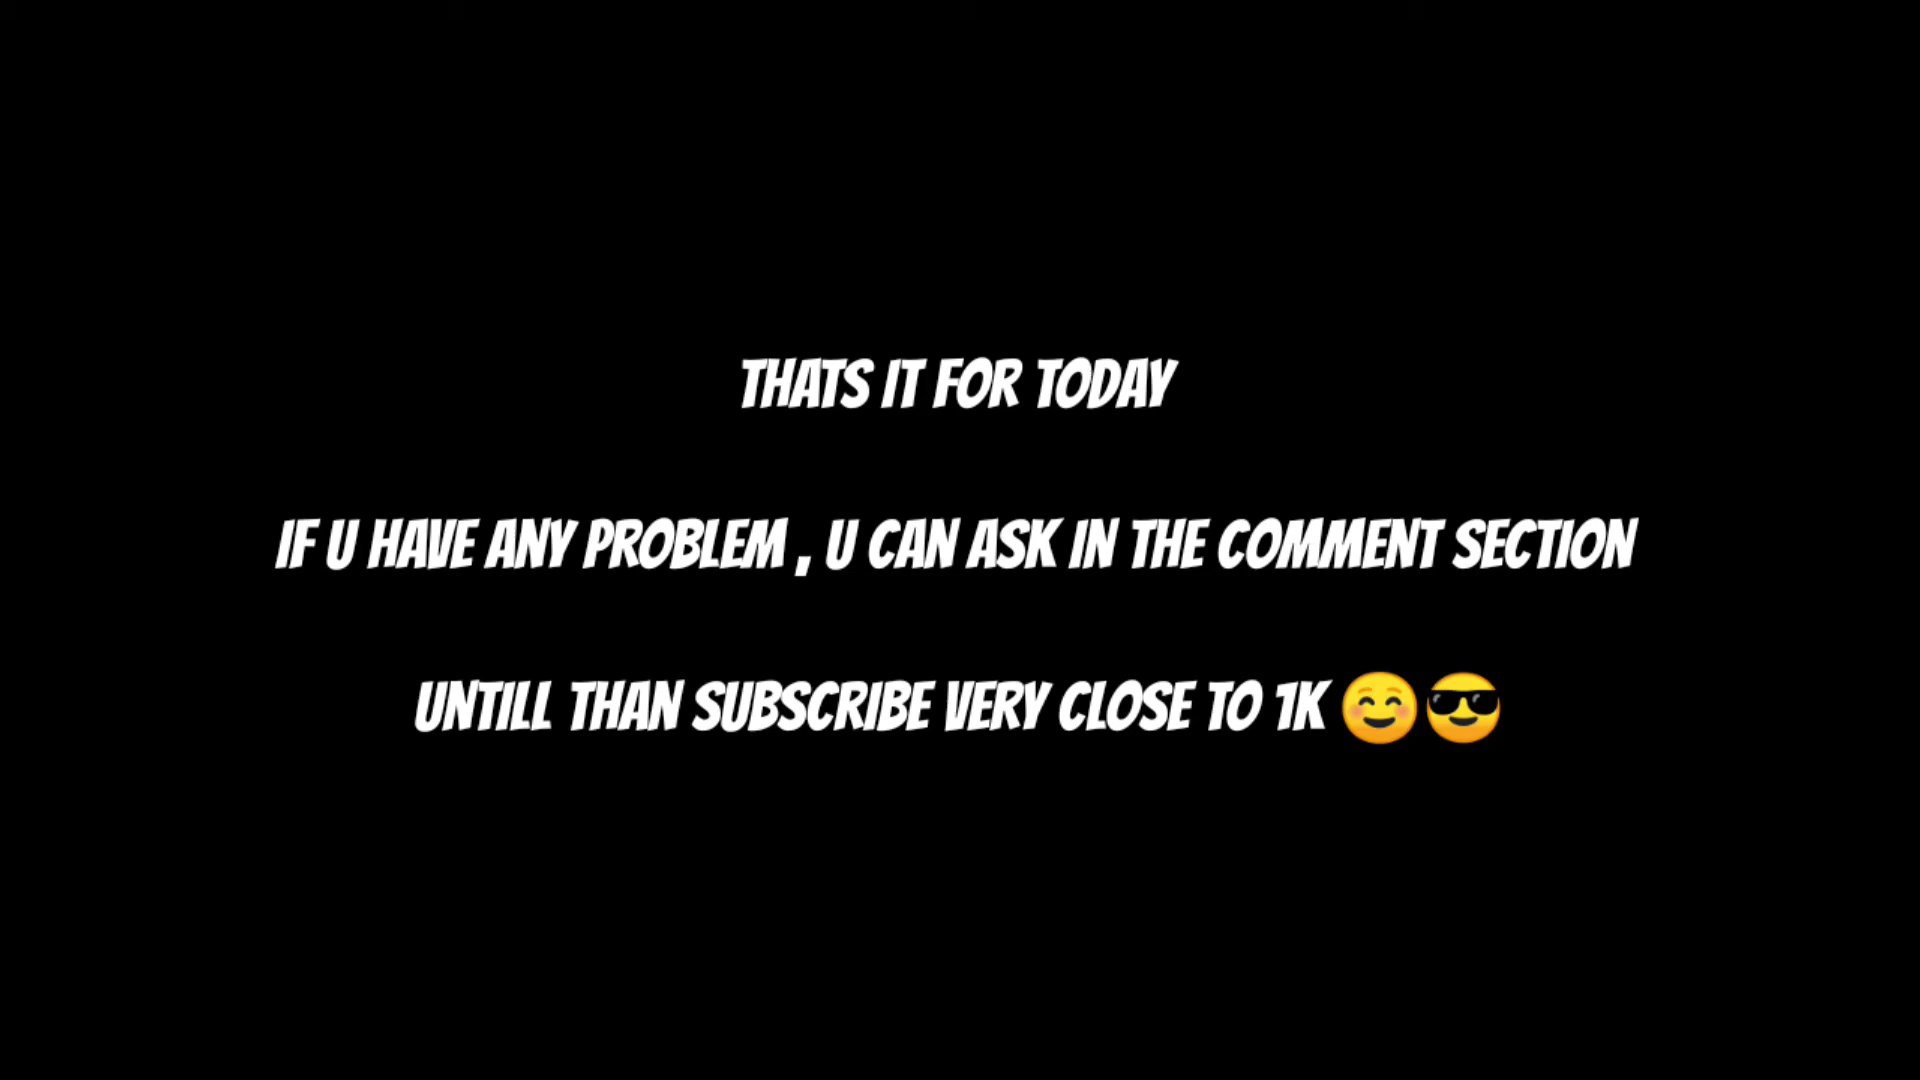 THATS IT FOR TODAY
IF U HAVE ANY PROBLEM , U CAN ASK IN THE COMMENT SECTION
UNTILL THAN SUBSCRIBE VERY CLOSE TO 1K ☺️😎